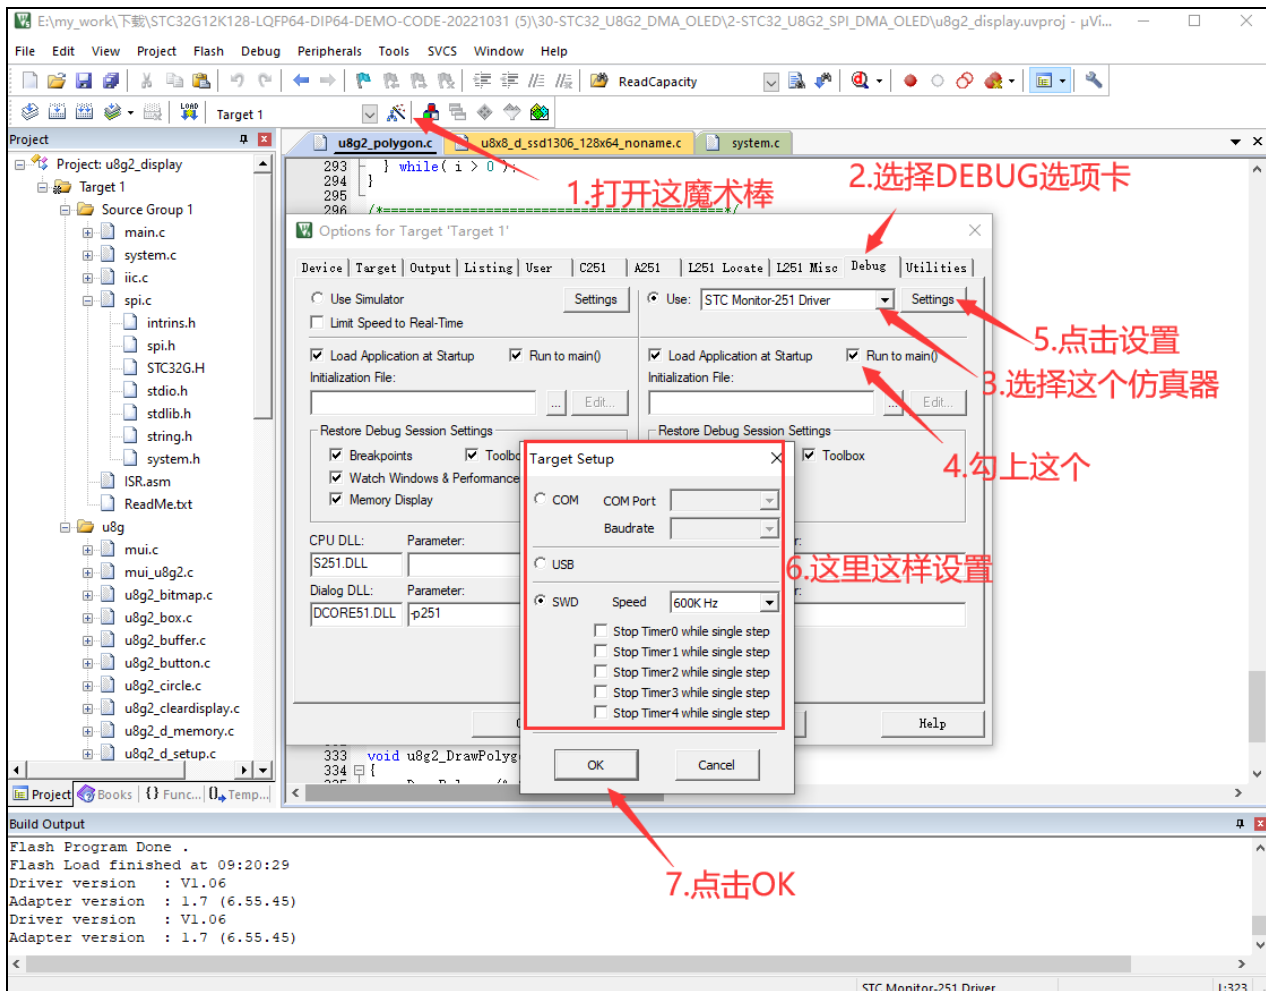 E:\my_work\下载\STC32G12K128-LQFP64-DIP64-DEMO-CODE-20221031 (5)\30-STC32_U8G2_DMA_OLED\2-STC32_U8G2_SPI_DMA_OLED\u8g2_display.uvproj - µVi...
File Edit View Project Flash Debug Peripherals Tools SVCS Window Help
ReadCapacity
LOAD
Target 1
Project
u8g2_polygon.c u8x8_d_ssd1306_128x64_noname.c system.c
Project: u8g2_display
Target 1
Source Group 1
main.c
system.c
iic.c
spi.c
intrins.h
spi.h
STC32G.H
stdio.h
stdlib.h
string.h
system.h
ISR.asm
ReadMe.txt
u8g
mui.c
mui_u8g2.c
u8g2_bitmap.c
u8g2_box.c
u8g2_buffer.c
u8g2_button.c
u8g2_circle.c
u8g2_cleardisplay.c
u8g2_d_memory.c
u8g2_d_setup.c
Project Books {} Func... Temp...
293 } while( i > 0 );
294 }
295
296 /*=============================================*/
1.打开这魔术棒
2.选择DEBUG选项卡
Options for Target 'Target 1'
Device Target Output Listing User C251 A251 L251 Locate L251 Misc Debug Utilities
Use Simulator Settings
Limit Speed to Real-Time
Use: STC Monitor-251 Driver Settings
5.点击设置
Load Application at Startup Run to main()
Initialization File:
... Edit...
Load Application at Startup Run to main()
Initialization File:
... Edit...
3.选择这个仿真器
4.勾上这个
Restore Debug Session Settings
Breakpoints Toolbo
Watch Windows & Performance
Memory Display
Restore Debug Session Settings
Toolbox
CPU DLL: Parameter:
S251.DLL
Dialog DLL: Parameter:
DCORE51.DLL -p251
r:
r:
Target Setup
COM COM Port
Baudrate
USB
SWD Speed 600K Hz
Stop Timer0 while single step
Stop Timer1 while single step
Stop Timer2 while single step
Stop Timer3 while single step
Stop Timer4 while single step
OK Cancel
6.这里这样设置
Help
333 void u8g2_DrawPolyg
334 {
7.点击OK
Build Output
Flash Program Done .
Flash Load finished at 09:20:29
Driver version : V1.06
Adapter version : 1.7 (6.55.45)
Driver version : V1.06
Adapter version : 1.7 (6.55.45)
STC Monitor-251 Driver L:323